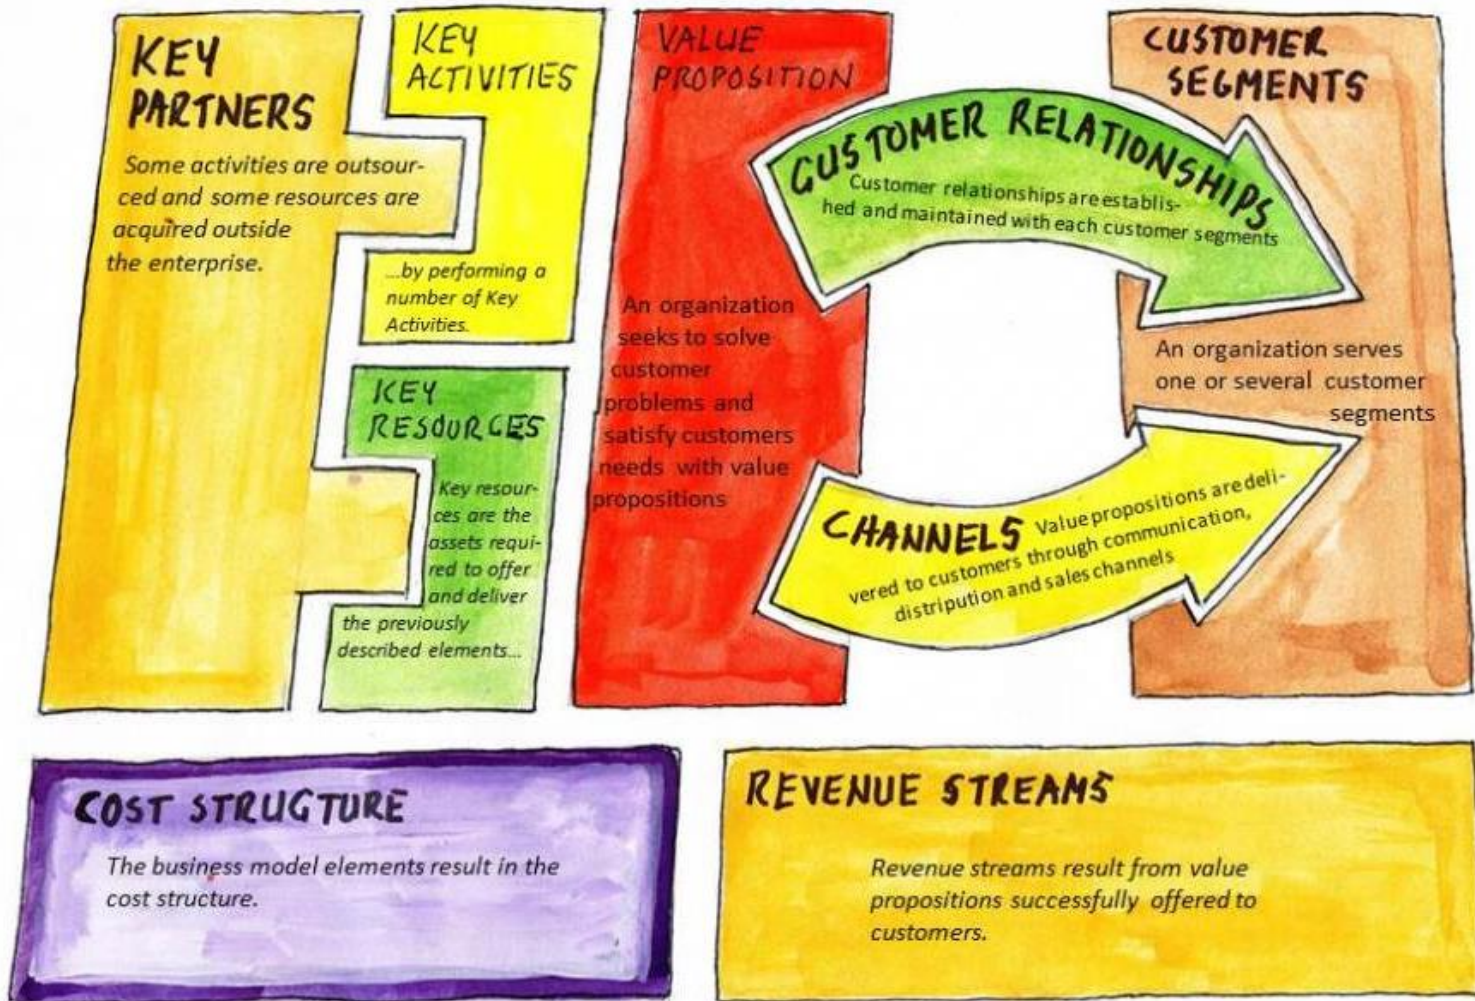 KEY
PARTNERS
Some activities are outsour-
ced and some resources are
acquired outside
the enterprise.
KEY
ACTIVITIES
...by performing a
number of Key
Activities.
KEY
RESOURCES
Key resour-
ces are the
assets requi-
red to offer
and deliver
the previously
described elements...
VALUE
PROPOSITION
An organization
seeks to solve
customer
problems and
satisfy customers
needs with value
propositions
CUSTOMER RELATIONSHIPS
Customer relationships are establis-
hed and maintained with each customer segments
CHANNELS Value propositions are deli-
vered to customers through communication,
distripution and sales channels
CUSTOMER
SEGMENTS
An organization serves
one or several customer
segments
COST STRUCTURE
The business model elements result in the
cost structure.
REVENUE STREAMS
Revenue streams result from value
propositions successfully offered to
customers.